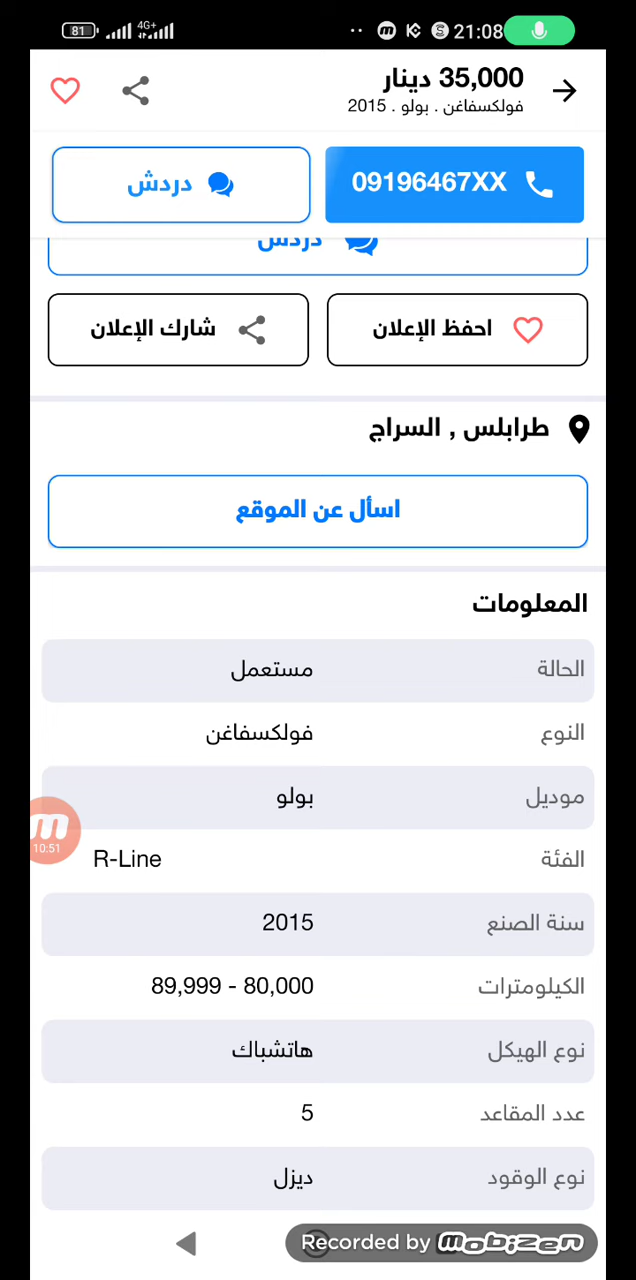 81 4G+ 21:08
35,000 دينار
فولكسفاغن . بولو . 2015
09196467XX
دردش
دردش
احفظ الإعلان
شارك الإعلان
طرابلس , السراج
اسأل عن الموقع
المعلومات
الحالة مستعمل
النوع فولكسفاغن
موديل بولو
الفئة R-Line
سنة الصنع 2015
الكيلومترات 80,000 - 89,999
نوع الهيكل هاتشباك
عدد المقاعد 5
نوع الوقود ديزل
10:51
Recorded by mobizen